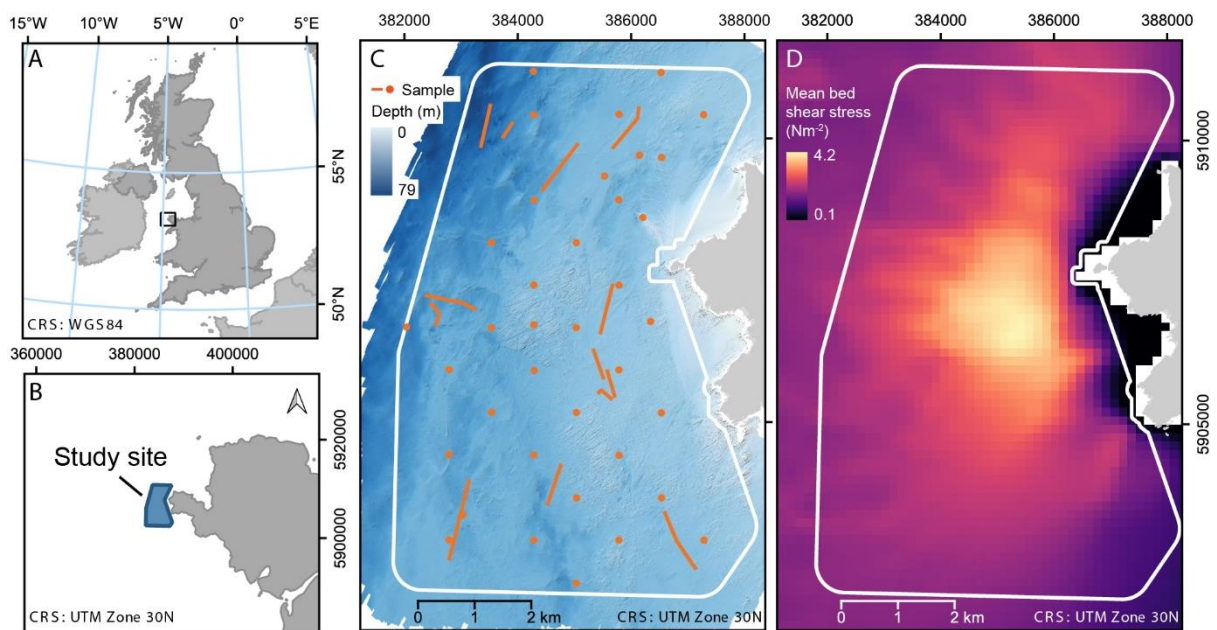 15°W 10°W 5°W 0° 5°E
A
55°N
50°N
CRS: WGS84
360000 380000 400000
B
Study site
5920000
5900000
CRS: UTM Zone 30N
382000 384000 386000 388000
C
Sample
Depth (m)
0
79
0 1 2 km
CRS: UTM Zone 30N
382000 384000 386000 388000
D
Mean bed
shear stress
(Nm⁻²)
4.2
0.1
5910000
5905000
0 1 2 km
CRS: UTM Zone 30N